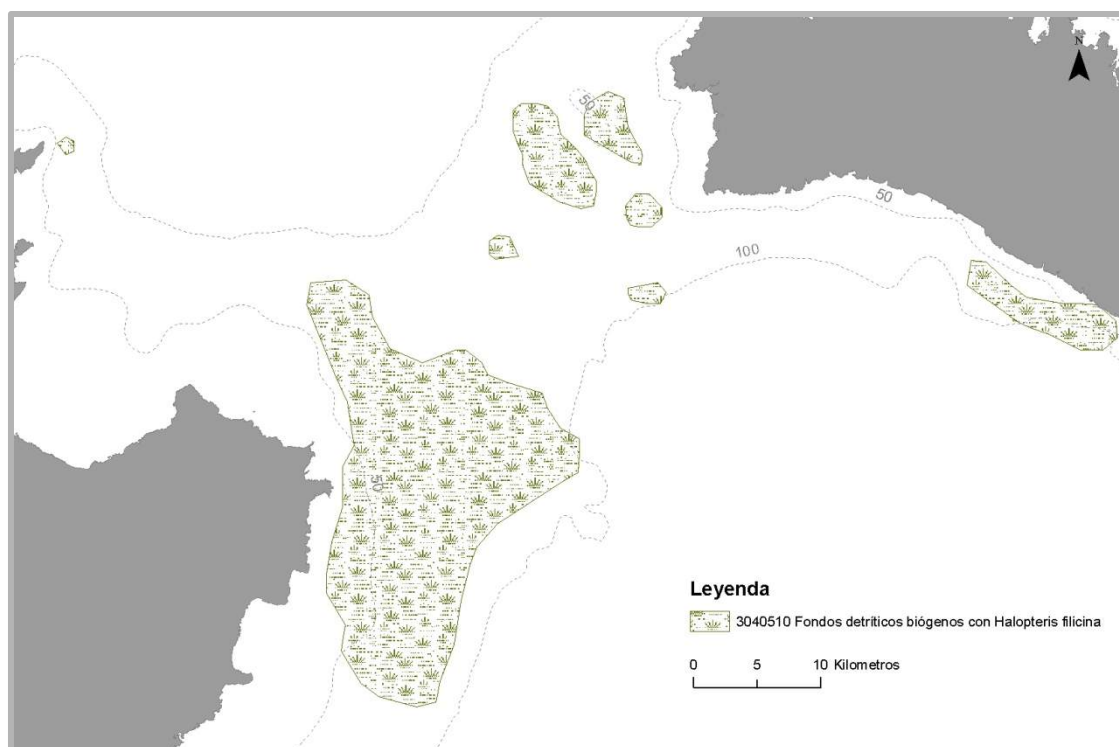 N
50
50
100
50
Leyenda
3040510 Fondos detríticos biógenos con Halopteris filicina
0 5 10 Kilometros